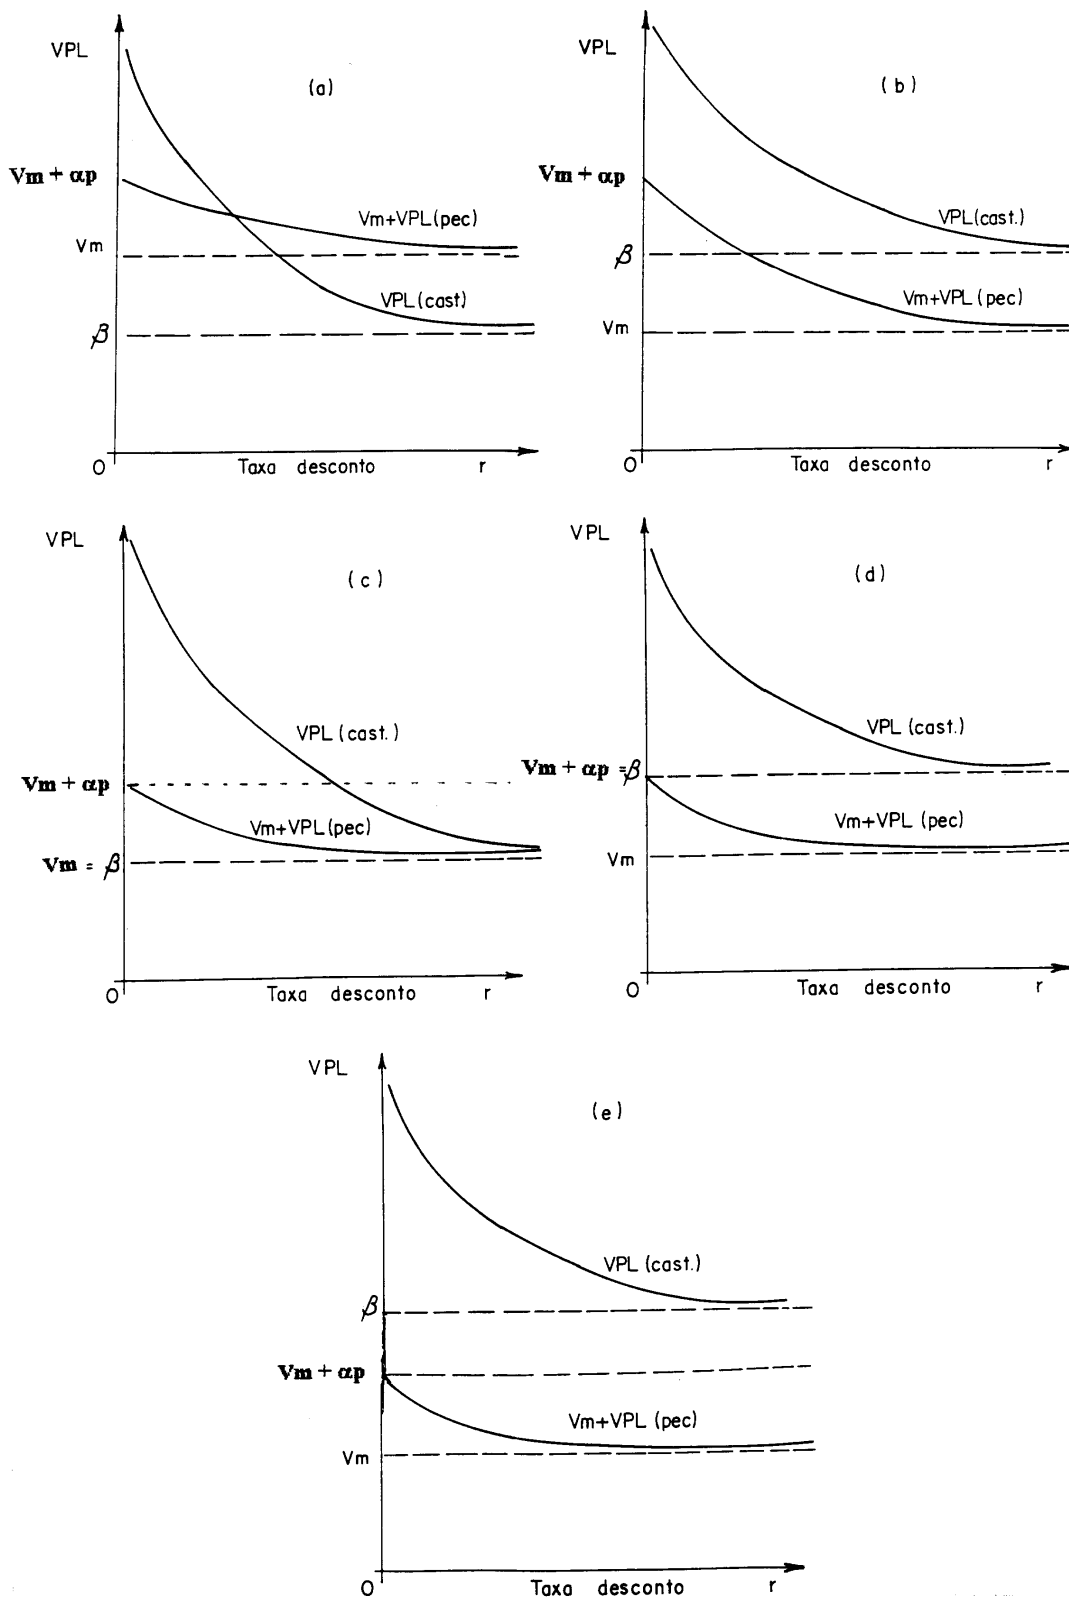 VPL
(a)
Vm + αp
Vm+VPL(pec)
Vm
VPL(cast)
β
O
Taxa desconto
r
VPL
(b)
Vm + αp
VPL(cast.)
β
Vm+VPL(pec)
Vm
O
Taxa desconto
r
VPL
(c)
VPL(cast.)
Vm + αp
Vm+VPL(pec)
Vm = β
O
Taxa desconto
r
VPL
(d)
VPL(cast.)
Vm + αp =β
Vm+VPL (pec)
Vm
O
Taxa desconto
r
VPL
(e)
VPL(cast.)
β
Vm + αp
Vm+VPL (pec)
Vm
O
Taxa desconto
r